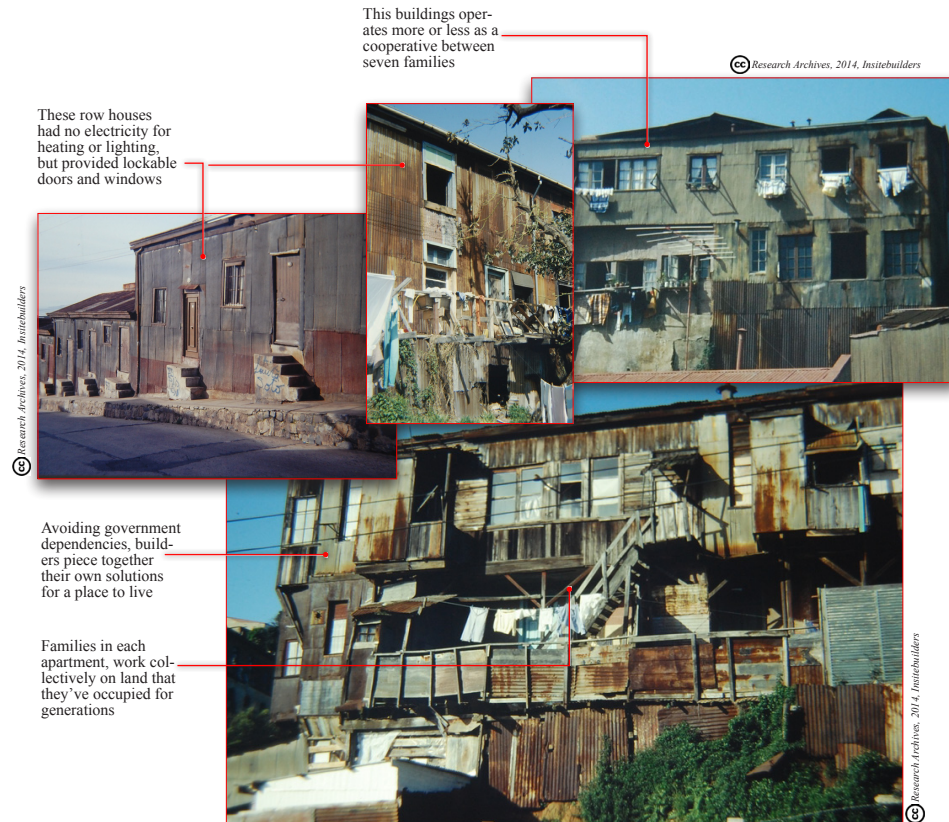 This buildings oper-
ates more or less as a
cooperative between
seven families
cc Research Archives, 2014, Insitebuilders
These row houses
had no electricity for
heating or lighting,
but provided lockable
doors and windows
cc Research Archives, 2014, Insitebuilders
Avoiding government
dependencies, build-
ers piece together
their own solutions
for a place to live
Families in each
apartment, work col-
lectively on land that
they've occupied for
generations
cc Research Archives, 2014, Insitebuilders